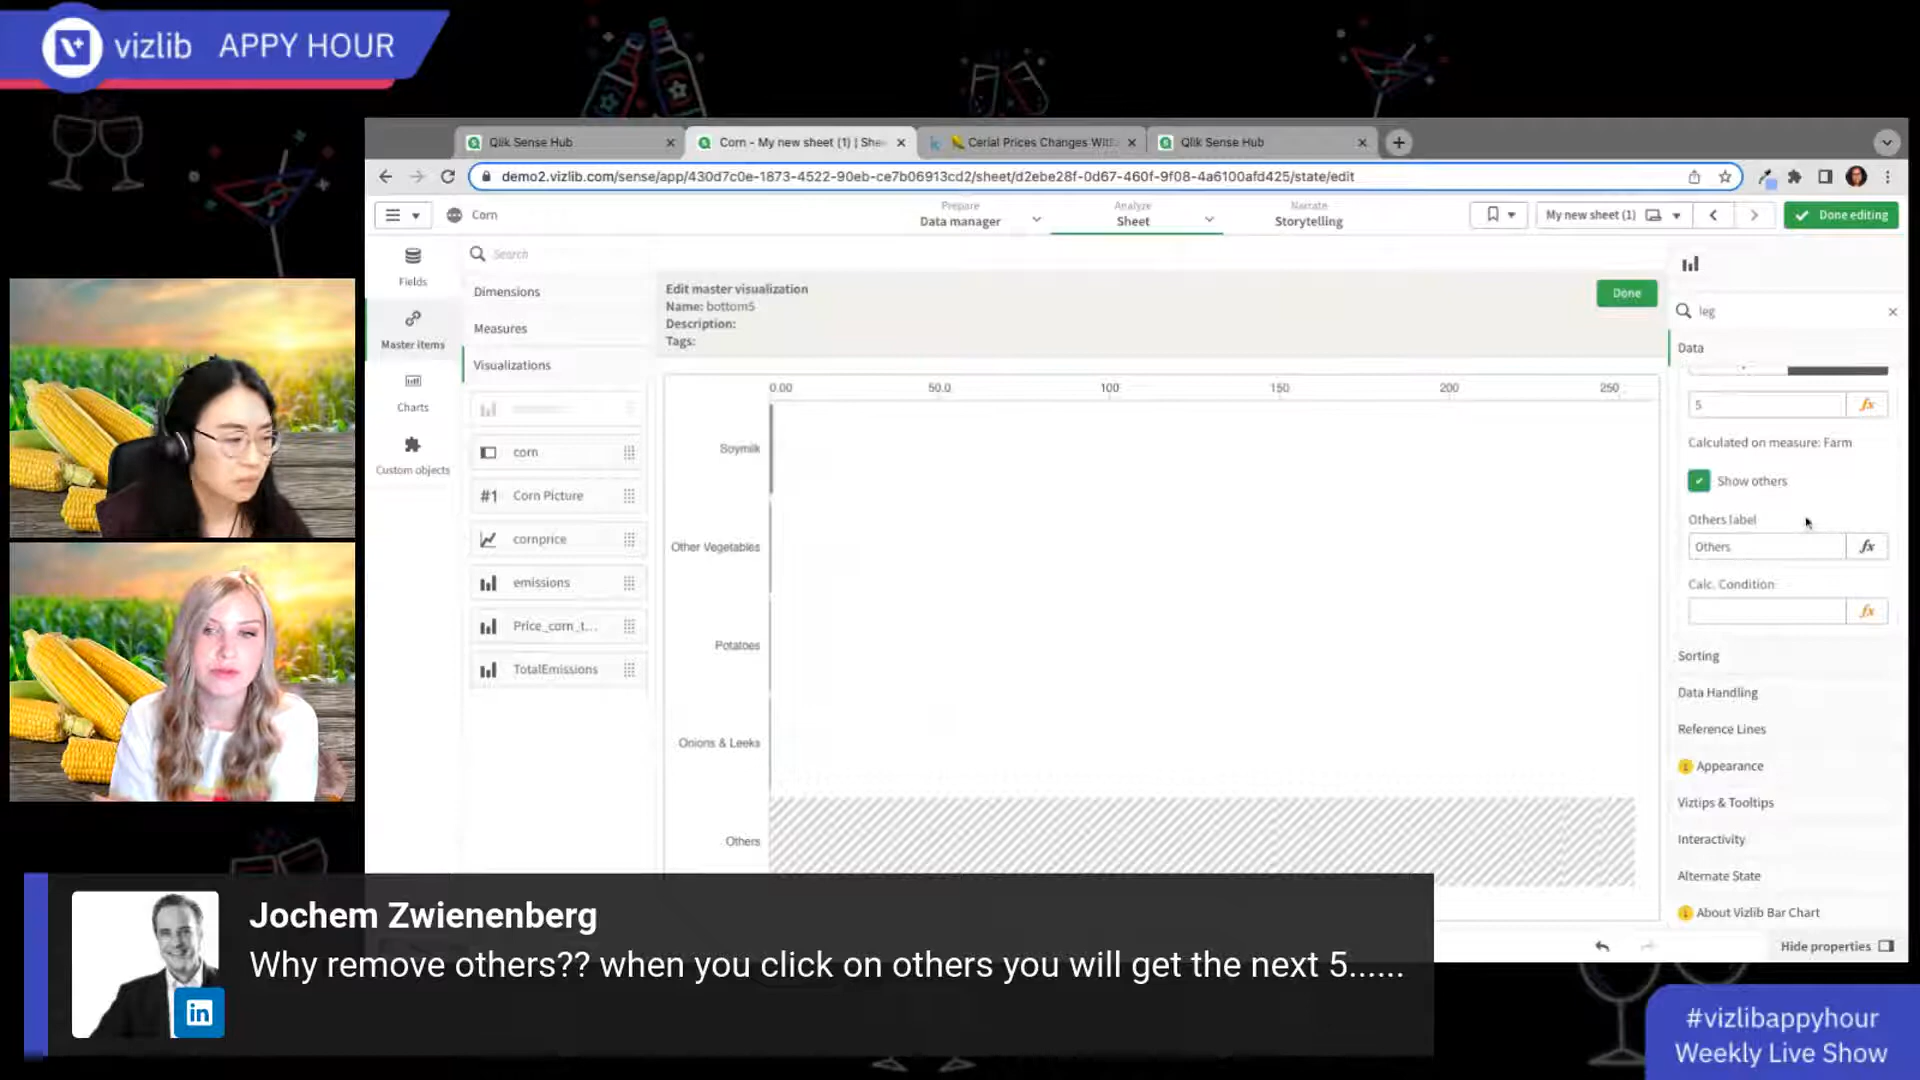 vizlib APPY HOUR
Qlik Sense Hub
Corn - My new sheet (1) | Shee
Cerial Prices Changes With
Qlik Sense Hub
demo2.vizlib.com/sense/app/430d7c0e-1873-4522-90eb-ce7b06913cd2/sheet/d2ebe28f-0d67-460f-9f08-4a6100afd425/state/edit
Corn
Prepare
Data manager
Analyze
Sheet
Narrate
Storytelling
My new sheet (1)
Done editing
Fields
Master items
Charts
Custom objects
Search
Dimensions
Measures
Visualizations
corn
#1 Corn Picture
cornprice
emissions
Price_corn_t...
TotalEmissions
Edit master visualization
Name: bottom5
Description:
Tags:
Done
0.00 50.0 100 150 200 250
Soymilk
Other Vegetables
Potatoes
Onions & Leeks
Others
leg
Data
5
fx
Calculated on measure: Farm
Show others
Others label
Others
fx
Calc. Condition
fx
Sorting
Data Handling
Reference Lines
Appearance
Viztips & Tooltips
Interactivity
Alternate State
About Vizlib Bar Chart
Hide properties
Jochem Zwienenberg
Why remove others?? when you click on others you will get the next 5......
in
#vizlibappyhour
Weekly Live Show